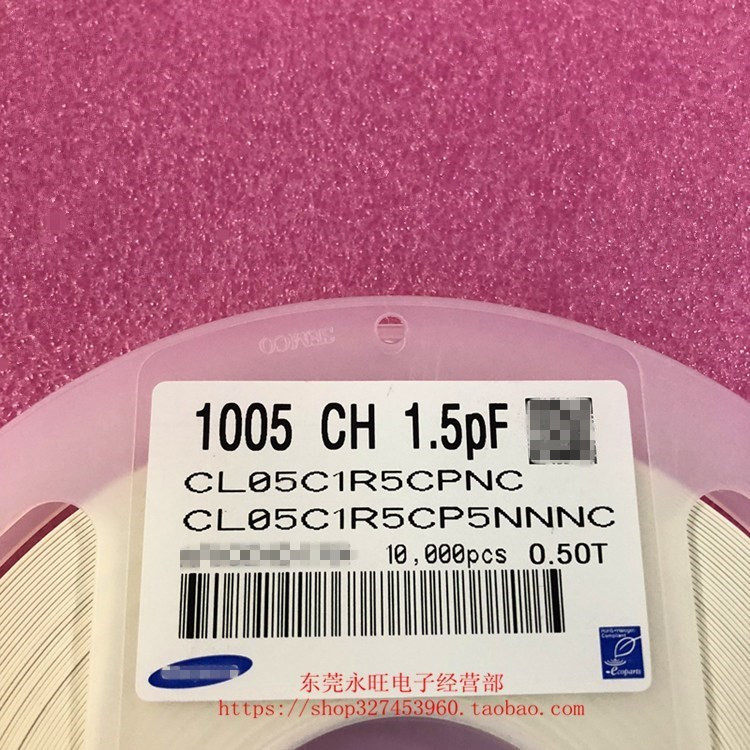 1005 CH 1.5pF
CL05C1R5CPNC
CL05C1R5CP5NNNC
10,000pcs 0.50T
e-coparts
东莞永旺电子经营部
https://shop327453960.taobao.com